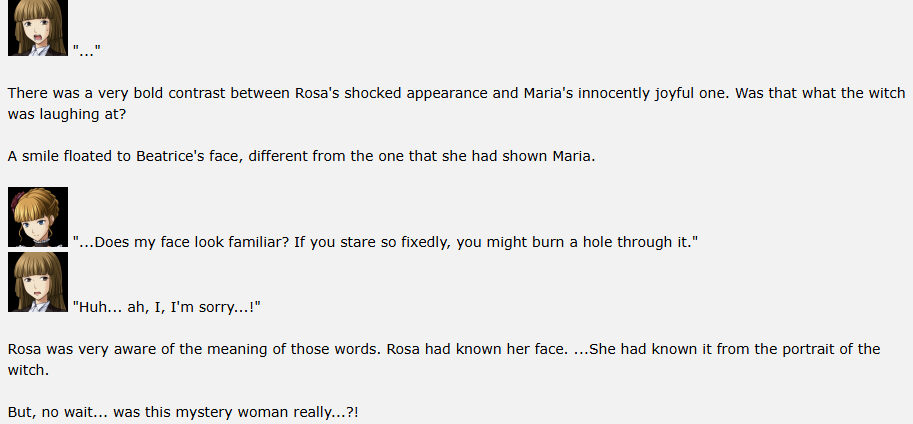 "..."
There was a very bold contrast between Rosa's shocked appearance and Maria's innocently joyful one. Was that what the witch
was laughing at?
A smile floated to Beatrice's face, different from the one that she had shown Maria.
"...Does my face look familiar? If you stare so fixedly, you might burn a hole through it."
"Huh... ah, I, I'm sorry...!"
Rosa was very aware of the meaning of those words. Rosa had known her face. ...She had known it from the portrait of the
witch.
But, no wait... was this mystery woman really...?!